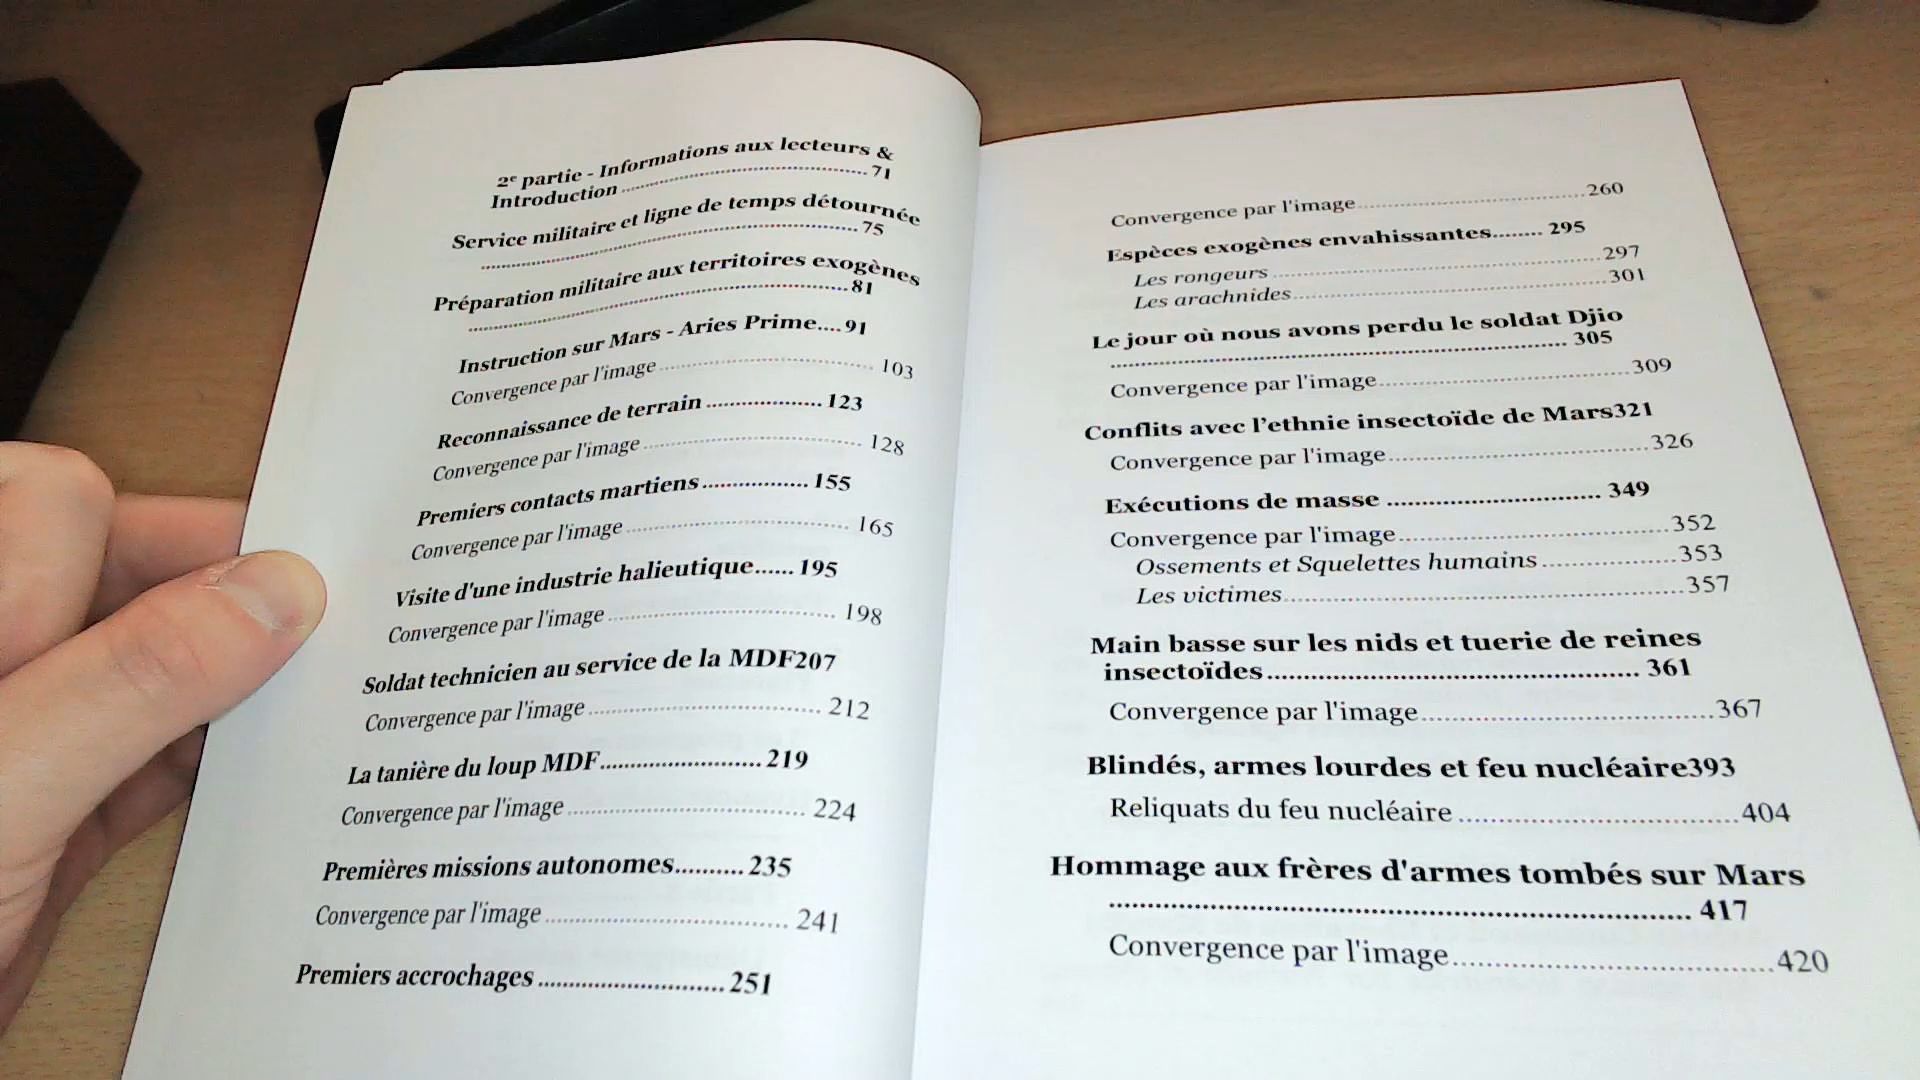 2e partie - Informations aux lecteurs &
Introduction ........................................ 71
Service militaire et ligne de temps détournée
........................................ 75
Préparation militaire aux territoires exogènes
........................................ 81
Instruction sur Mars - Aries Prime....91
Convergence par l'image ........................................ 103
Reconnaissance de terrain .................... 123
Convergence par l'image ........................................ 128
Premiers contacts martiens .................. 155
Convergence par l'image ........................................ 165
Visite d'une industrie halieutique...... 195
Convergence par l'image ........................................ 198
Soldat technicien au service de la MDF207
Convergence par l'image ........................................ 212
La tanière du loup MDF.......................... 219
Convergence par l'image ........................................ 224
Premières missions autonomes.......... 235
Convergence par l'image ........................................ 241
Premiers accrochages .............................. 251
Convergence par l'image ........................................ 260
Espèces exogènes envahissantes........ 295
Les rongeurs ........................................ 297
Les arachnides ........................................ 301
Le jour où nous avons perdu le soldat Djio
........................................ 305
Convergence par l'image ........................................ 309
Conflits avec l’ethnie insectoïde de Mars321
Convergence par l'image ........................................ 326
Exécutions de masse .............................. 349
Convergence par l'image ........................................ 352
Ossements et Squelettes humains .................... 353
Les victimes ........................................ 357
Main basse sur les nids et tuerie de reines
insectoïdes ........................................ 361
Convergence par l'image ........................................ 367
Blindés, armes lourdes et feu nucléaire393
Reliquats du feu nucléaire ........................................ 404
Hommage aux frères d'armes tombés sur Mars
........................................ 417
Convergence par l'image ........................................ 420